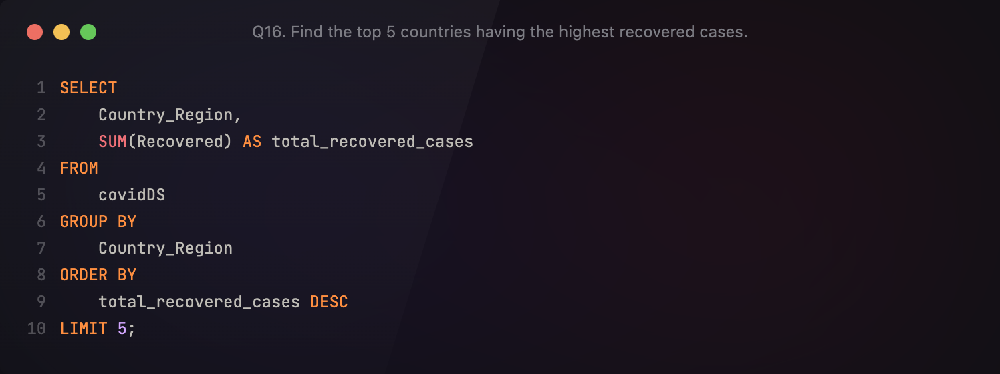 Q16. Find the top 5 countries having the highest recovered cases.
1 SELECT
2     Country_Region,
3     SUM(Recovered) AS total_recovered_cases
4 FROM
5     covidDS
6 GROUP BY
7     Country_Region
8 ORDER BY
9     total_recovered_cases DESC
10 LIMIT 5;